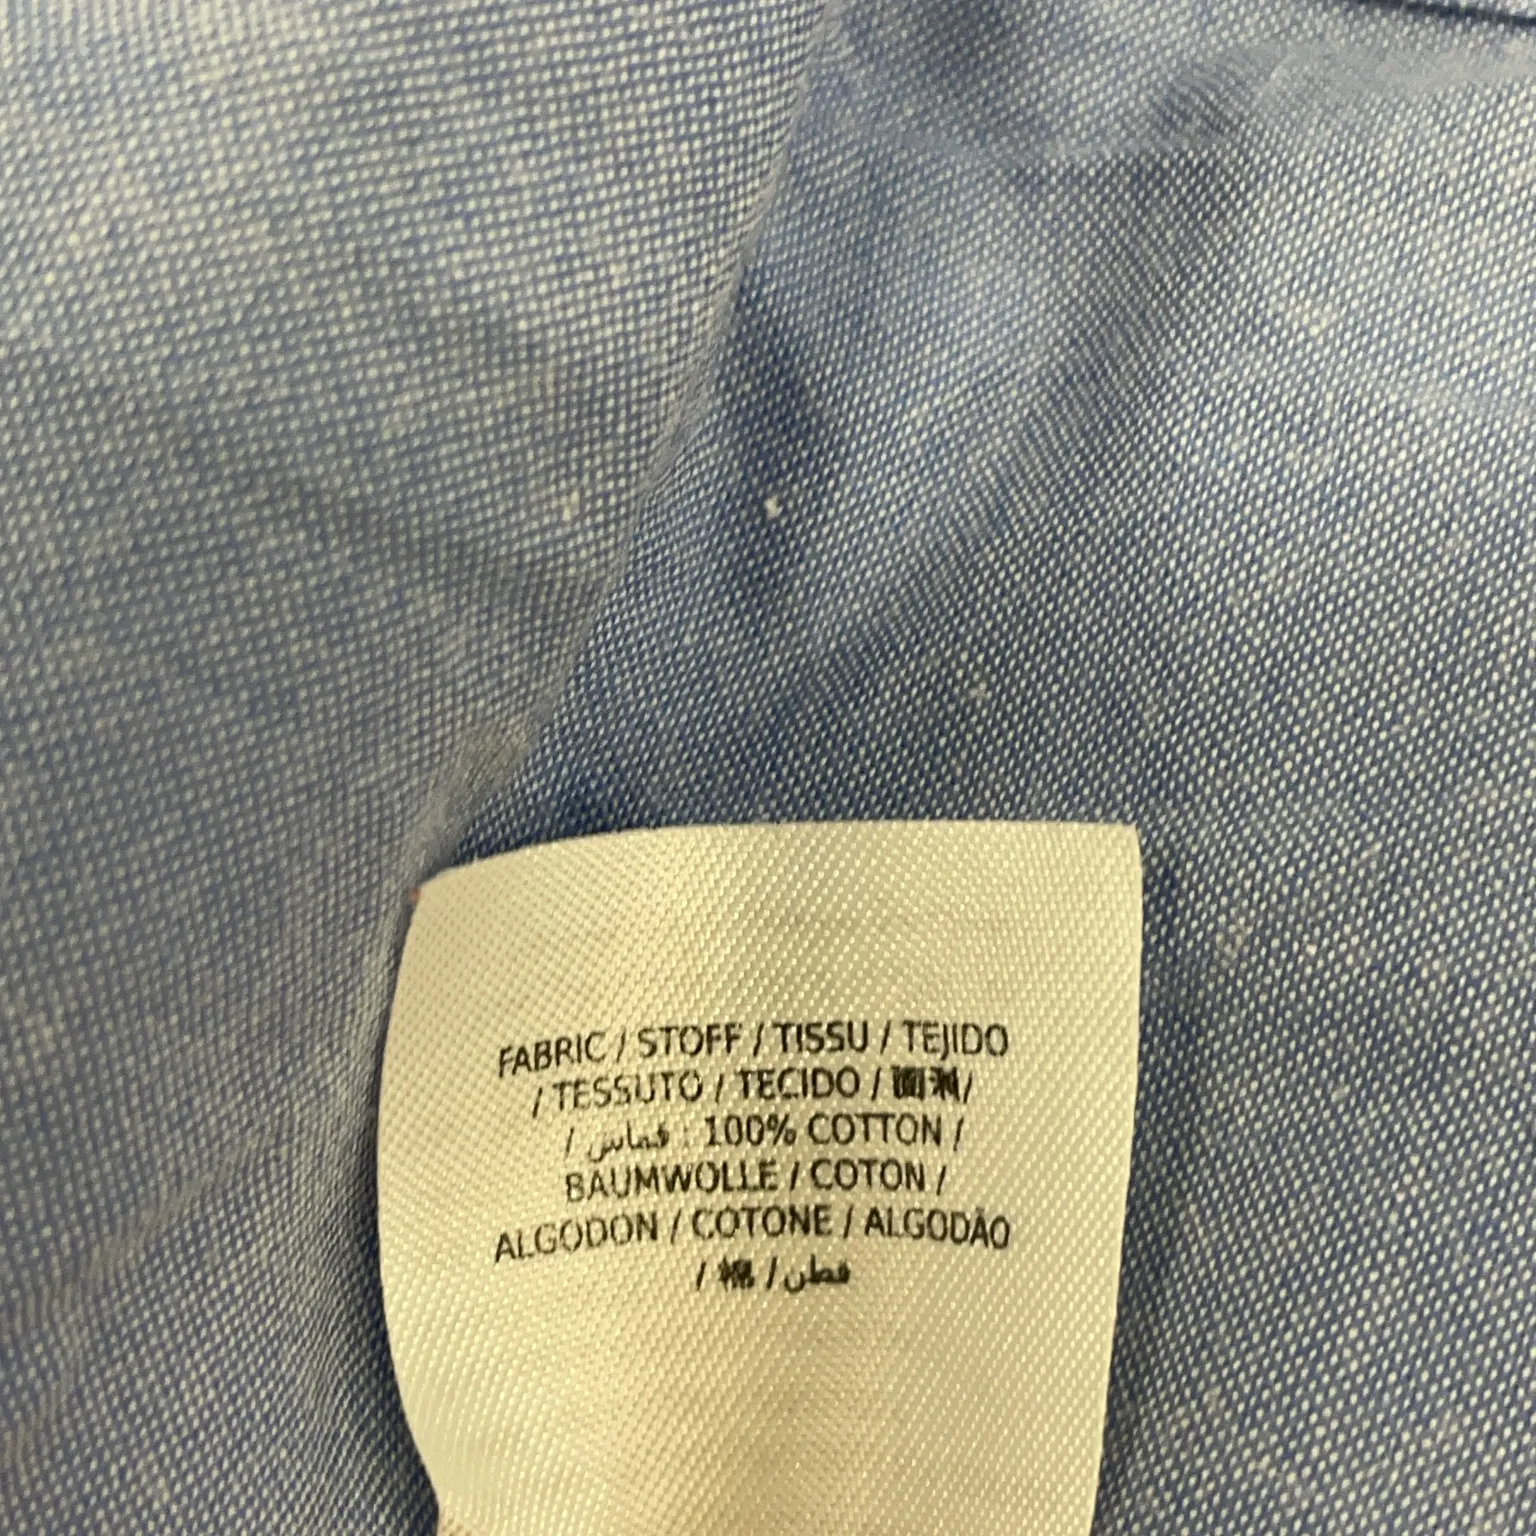 FABRIC / STOFF / TISSU / TEJIDO
/ TESSUTO / TECIDO / 面料/
/ قماش : 100% COTTON /
BAUMWOLLE / COTON /
ALGODON / COTONE / ALGODÃO
/ 棉 / قطن